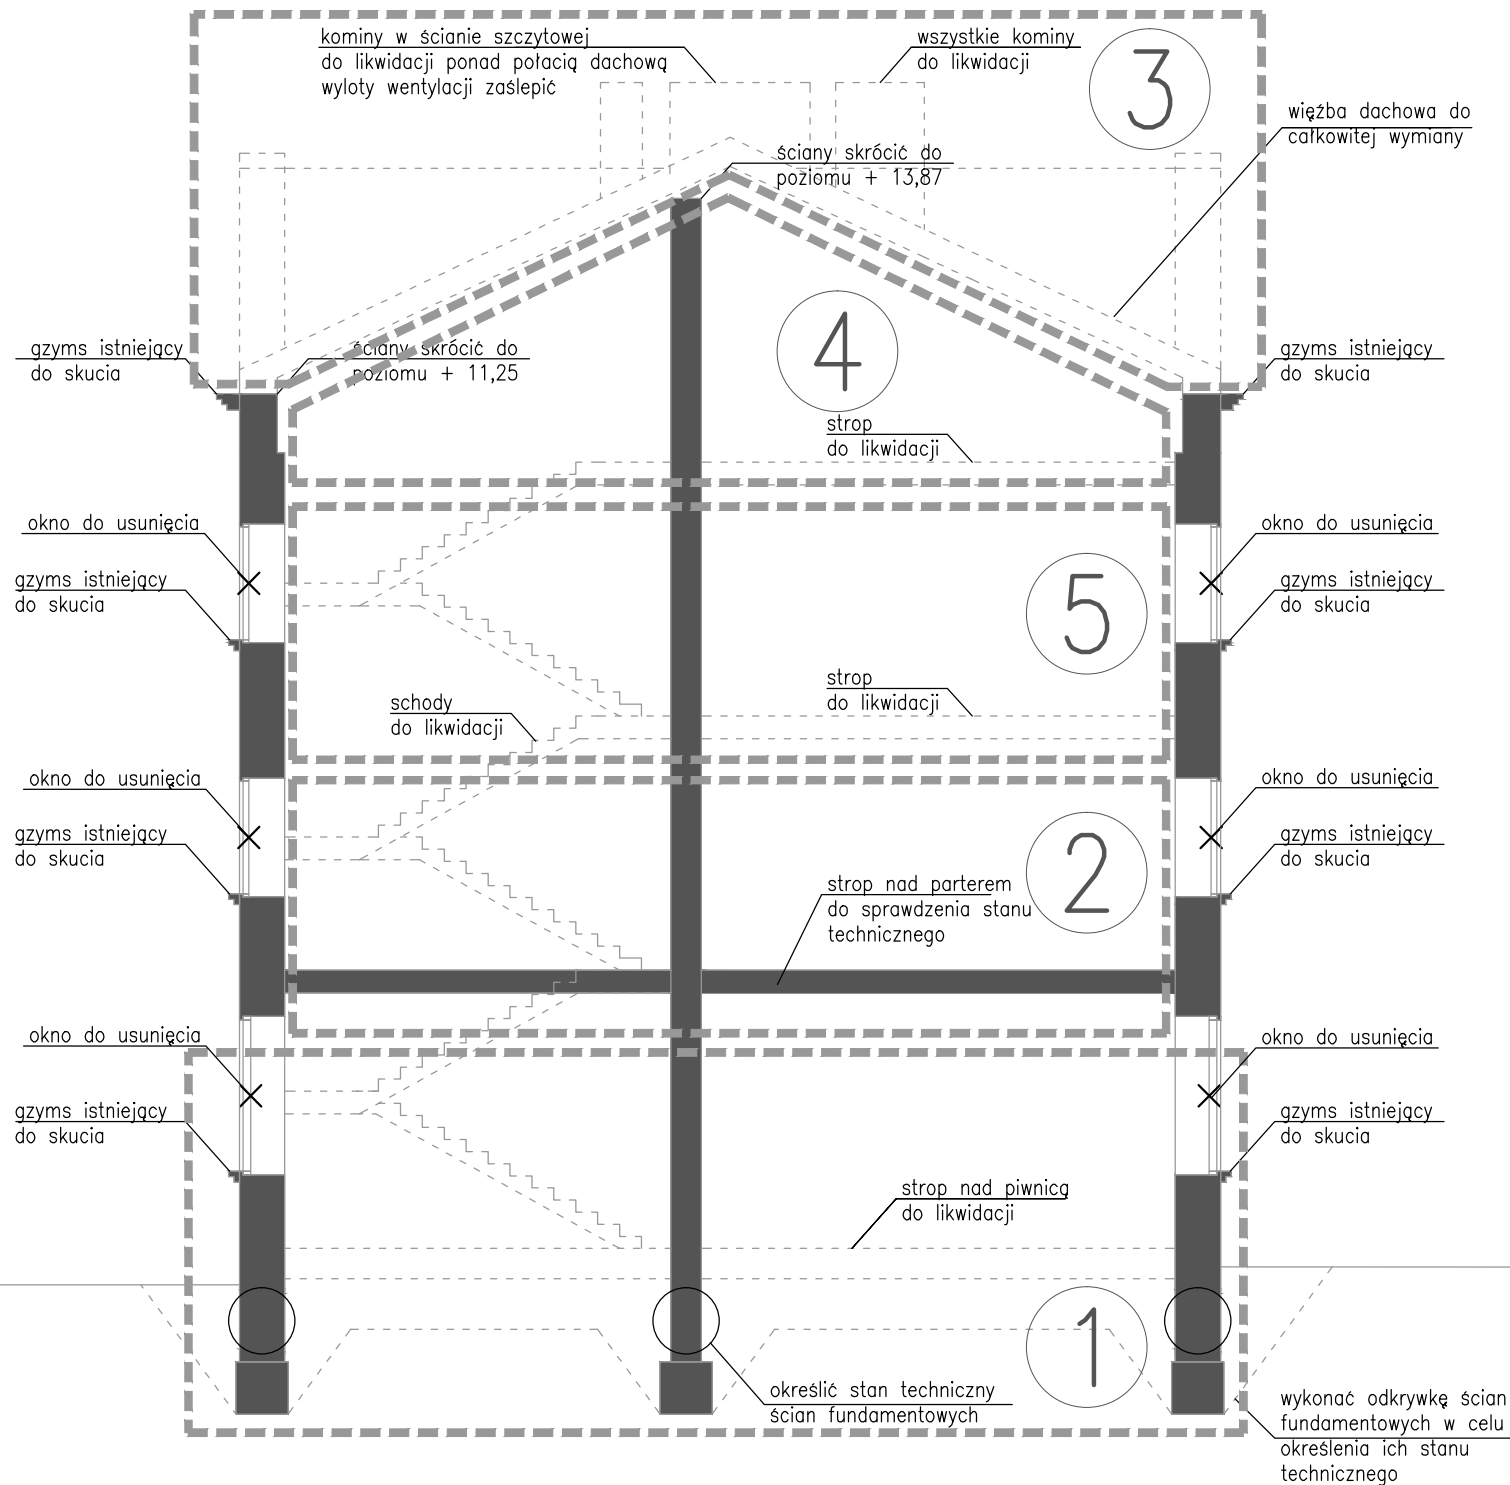 kominy w ścianie szczytowej
do likwidacji ponad połacią dachową
wyloty wentylacji zaślepić
wszystkie kominy
do likwidacji
3
więźba dachowa do
całkowitej wymiany
ściany skrócić do
poziomu + 13,87
gzyms istniejący
do skucia
ściany skrócić do
poziomu + 11,25
4
gzyms istniejący
do skucia
strop
do likwidacji
okno do usunięcia
okno do usunięcia
gzyms istniejący
do skucia
5
gzyms istniejący
do skucia
schody
do likwidacji
strop
do likwidacji
okno do usunięcia
okno do usunięcia
gzyms istniejący
do skucia
2
gzyms istniejący
do skucia
strop nad parterem
do sprawdzenia stanu
technicznego
okno do usunięcia
okno do usunięcia
gzyms istniejący
do skucia
gzyms istniejący
do skucia
strop nad piwnicą
do likwidacji
1
określić stan techniczny
ścian fundamentowych
wykonać odkrywkę ścian
fundamentowych w celu
określenia ich stanu
technicznego